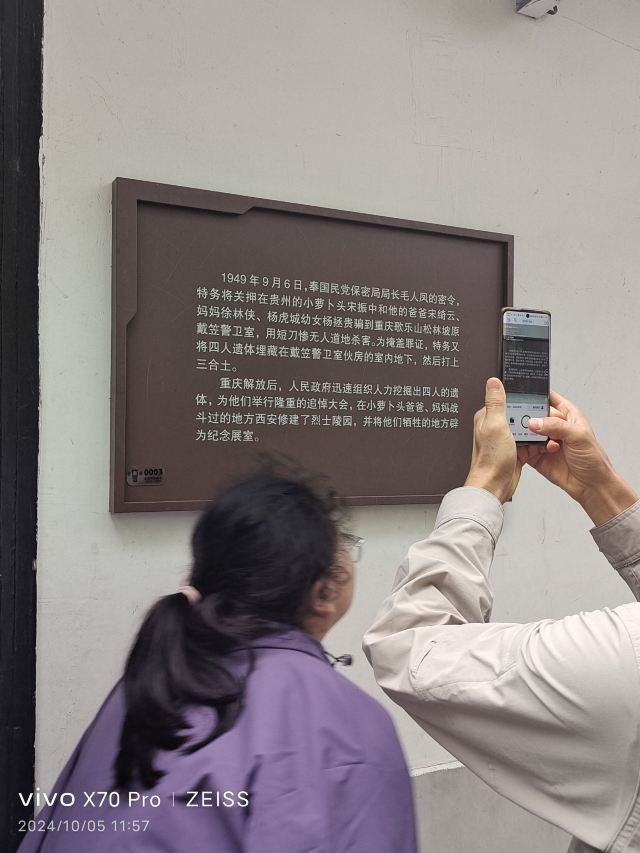 1949年9月6日,奉国民党保密局局长毛人凤的密令,
特务将关押在贵州的小萝卜头宋振中和他的爸爸宋绮云、
妈妈徐林侠、杨虎城幼女杨拯贵骗到重庆歌乐山松林坡原
戴笠警卫室，用短刀惨无人道地杀害。为掩盖罪证，特务又
将四人遗体埋藏在戴笠警卫室伙房的室内地下，然后打上
三合土。
重庆解放后，人民政府迅速组织人力挖掘出四人的遗
体，为他们举行隆重的追悼大会，在小萝卜头爸爸、妈妈战
斗过的地方西安修建了烈士陵园，并将他们牺牲的地方辟
为纪念展室。
0003
vivo X70 Pro | ZEISS
2024/10/05 11:57